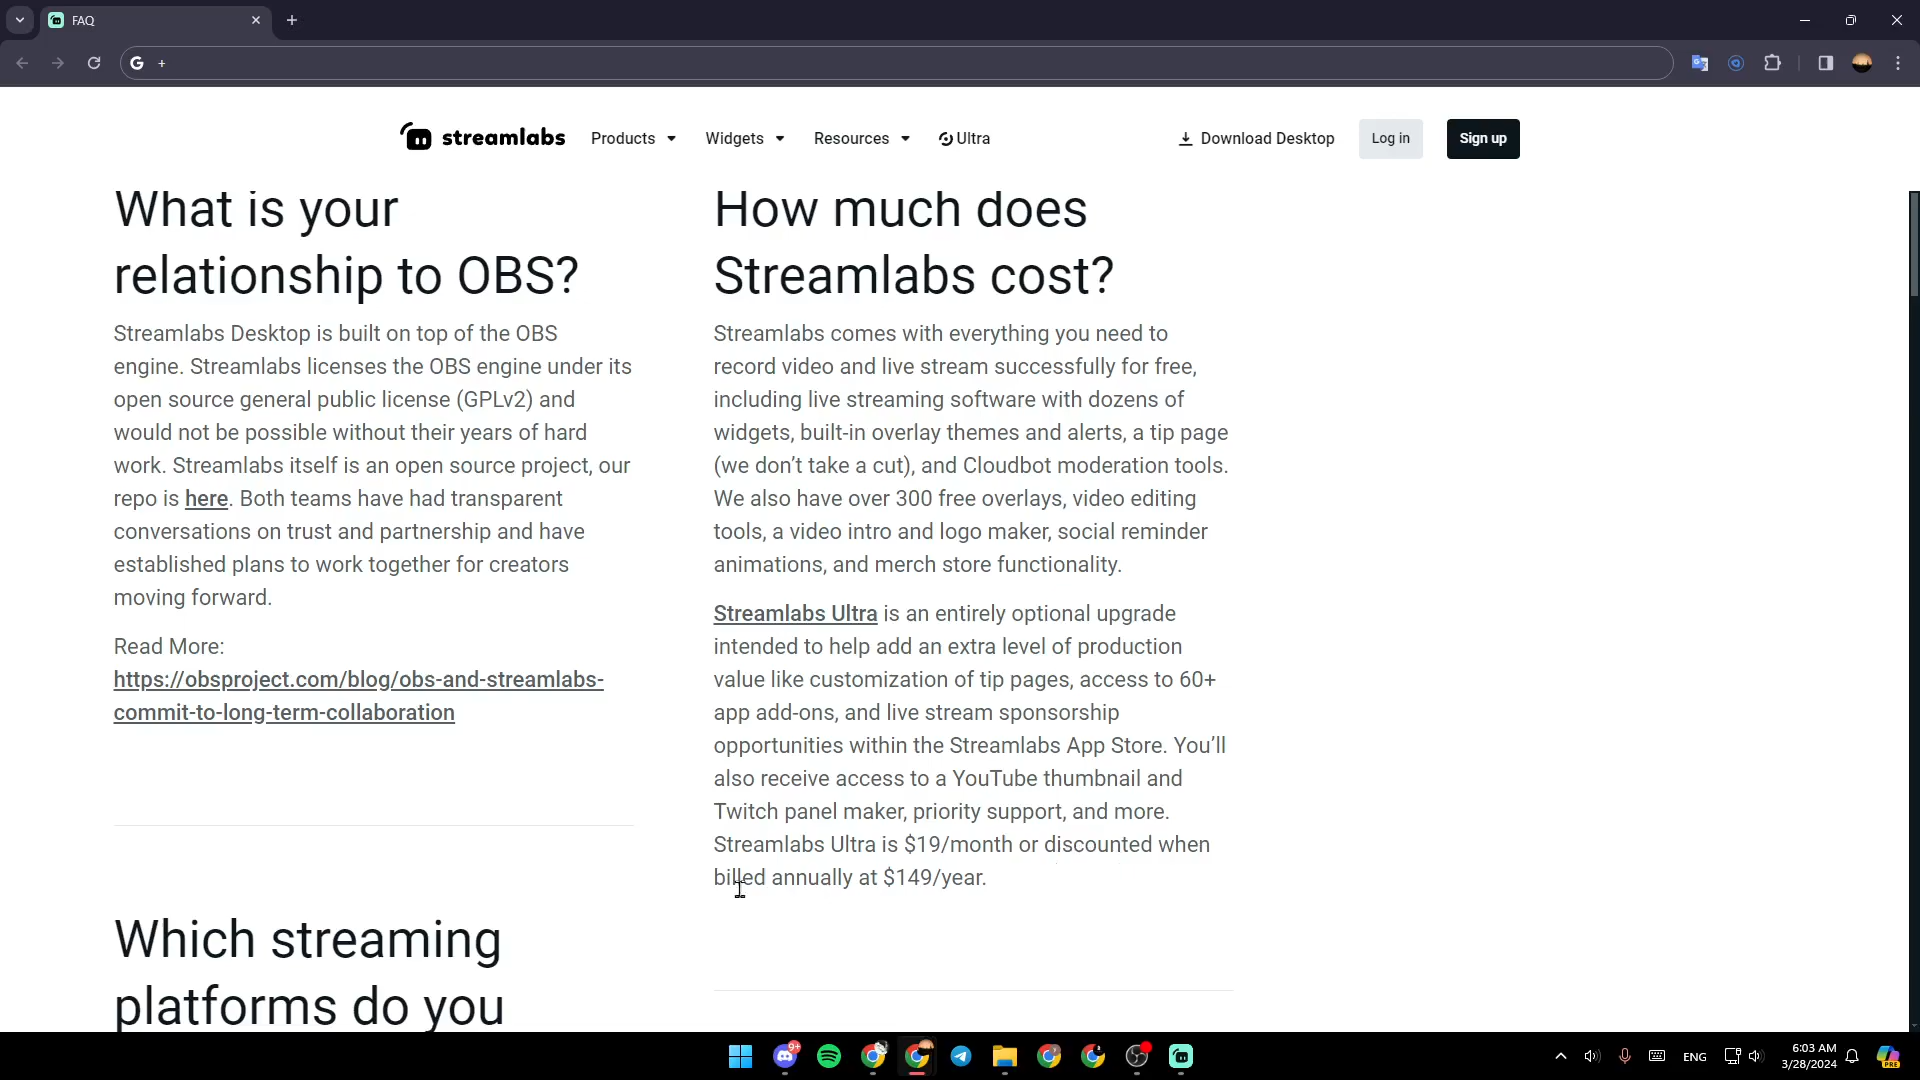 FAQ
+
streamlabs
Products
Widgets
Resources
Ultra
Download Desktop
Log in
Sign up
What is your
relationship to OBS?
Streamlabs Desktop is built on top of the OBS
engine. Streamlabs licenses the OBS engine under its
open source general public license (GPLv2) and
would not be possible without their years of hard
work. Streamlabs itself is an open source project, our
repo is here. Both teams have had transparent
conversations on trust and partnership and have
established plans to work together for creators
moving forward.
Read More:
https://obsproject.com/blog/obs-and-streamlabs-
commit-to-long-term-collaboration
Which streaming
platforms do you
How much does
Streamlabs cost?
Streamlabs comes with everything you need to
record video and live stream successfully for free,
including live streaming software with dozens of
widgets, built-in overlay themes and alerts, a tip page
(we don’t take a cut), and Cloudbot moderation tools.
We also have over 300 free overlays, video editing
tools, a video intro and logo maker, social reminder
animations, and merch store functionality.
Streamlabs Ultra is an entirely optional upgrade
intended to help add an extra level of production
value like customization of tip pages, access to 60+
app add-ons, and live stream sponsorship
opportunities within the Streamlabs App Store. You’ll
also receive access to a YouTube thumbnail and
Twitch panel maker, priority support, and more.
Streamlabs Ultra is $19/month or discounted when
billed annually at $149/year.
9+
ENG
6:03 AM
3/28/2024
PRE